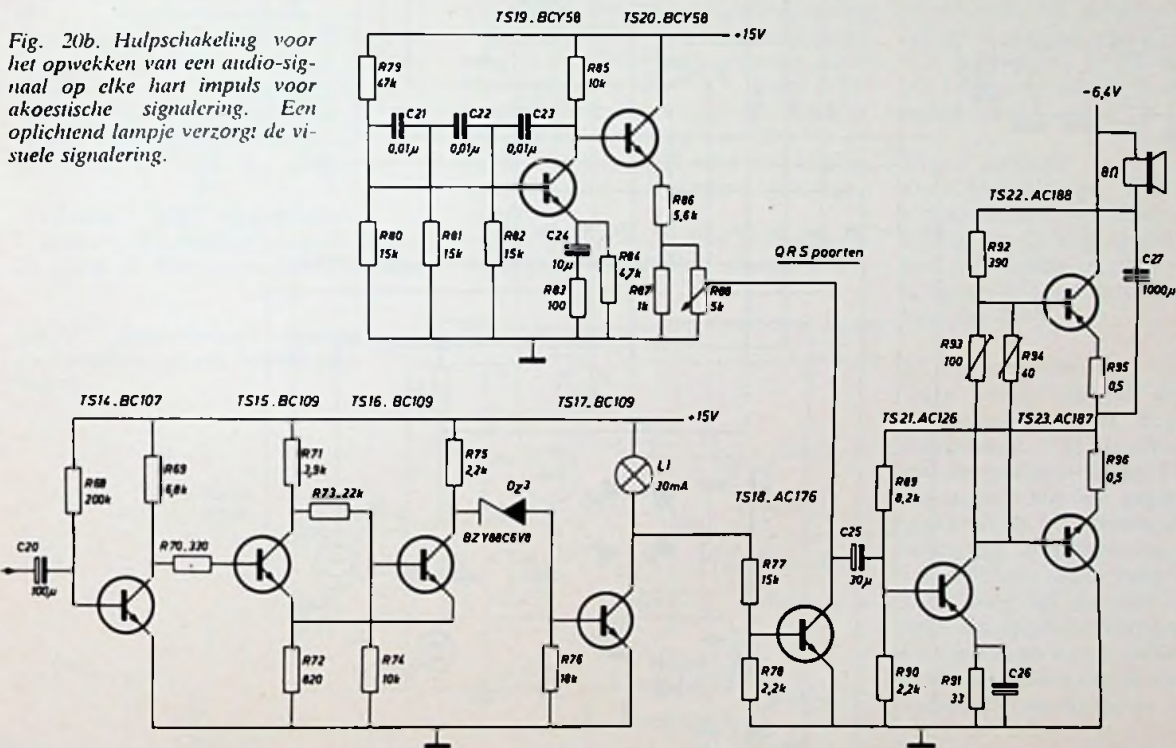 Fig. 20b. Hulpschakeling voor
het opwekken van een audio-sig-
naal op elke hart impuls voor
akoestische signalering. Een
oplichtend lampje verzorgt de vi-
suele signalering.
TS19.BCY58
TS20.BCY58
+15V
R79
47k
R85
10k
C21
0,01µ
C22
0,01µ
C23
0,01µ
R80
15k
R81
15k
R82
15k
C24
10µ
R83
100
R84
4,7k
R86
5,6k
R87
1k
R88
5k
QRS poorten
-6,4V
8Ω
TS22.AC188
R92
390
C27
1000µ
R93
100
R94
40
R95
0,5
TS14.BC107
TS15.BC109
TS16.BC109
TS17.BC109
+15V
TS21.AC126
TS23.AC187
R68
200k
R69
6,8k
R71
3,9k
R73.22k
R75
2,2k
DZ3
BZY88C6V8
L1
30mA
TS18.AC176
R89
8,2k
R96
0,5
C20
100µ
R70.330
C25
30µ
R77
15k
R72
820
R74
10k
R76
18k
R78
2,2k
R90
2,2k
R91
33
C26